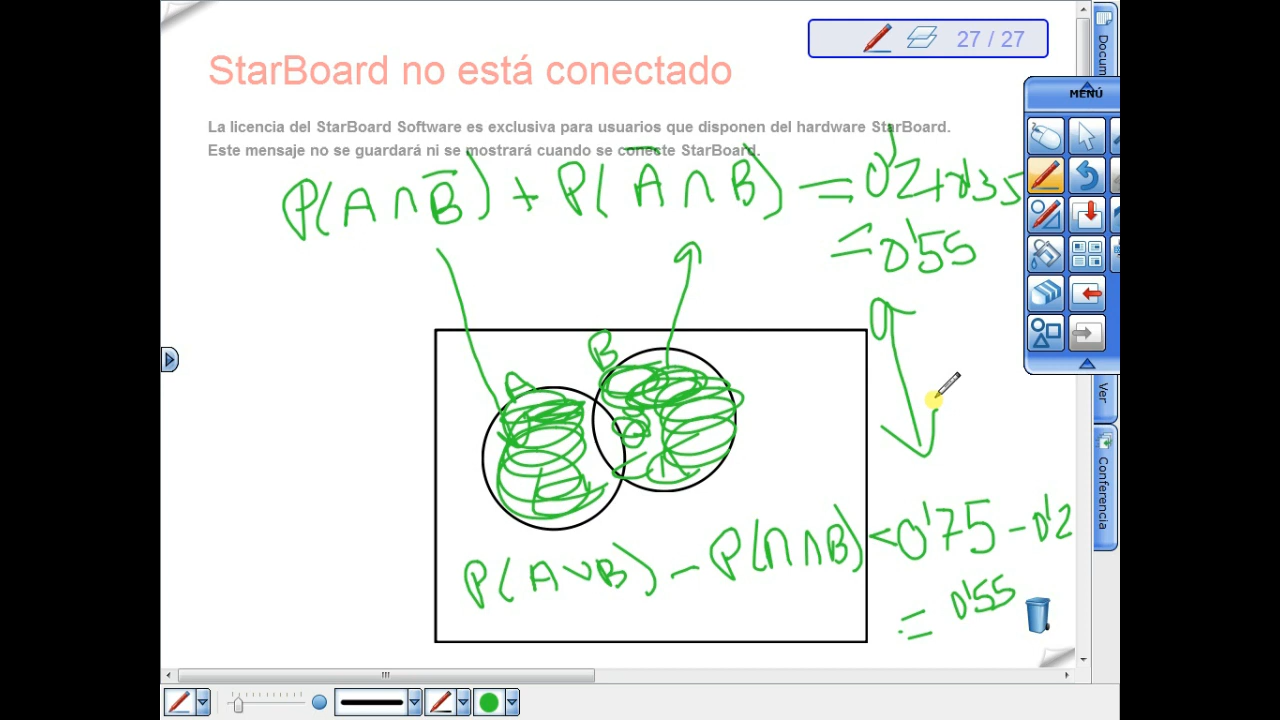 27 / 27
StarBoard no está conectado
La licencia del StarBoard Software es exclusiva para usuarios que disponen del hardware StarBoard.
Este mensaje no se guardará ni se mostrará cuando se conecte StarBoard.
MENÚ
Docum
Ver
Conferencia
P(A∩B̅) + P(A̅∩B) = 0'2+0'35
= 0'55
A
B
P(A∪B) - P(A∩B) = 0'75 - 0'2
= 0'55